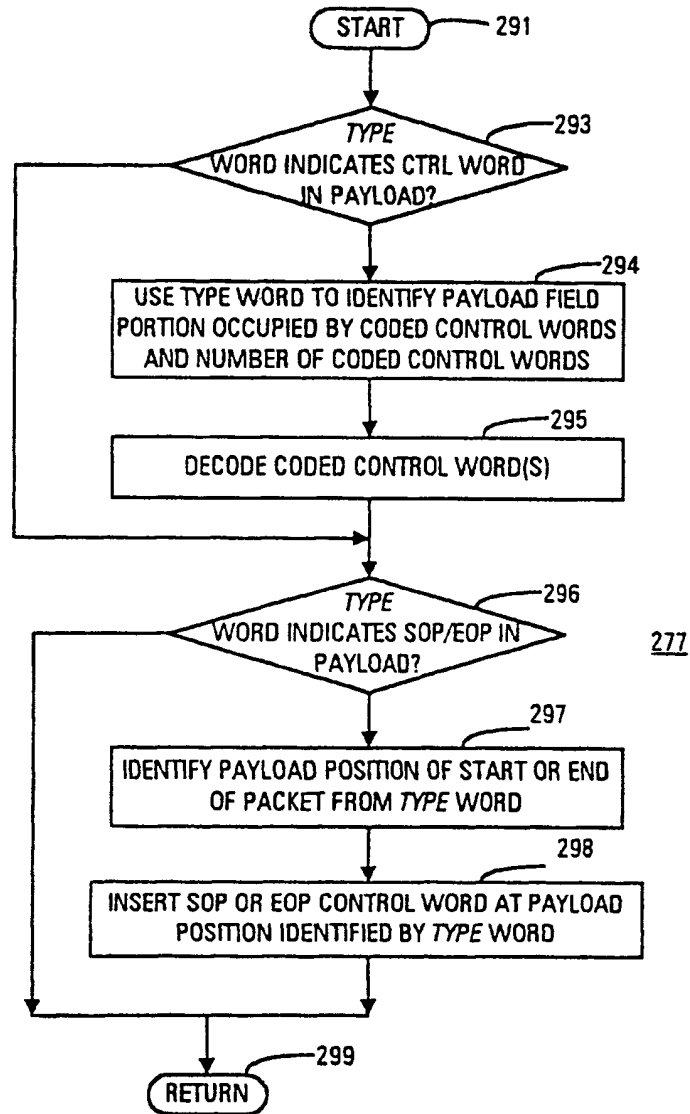 START
291
293
TYPE
WORD INDICATES CTRL WORD
IN PAYLOAD?
294
USE TYPE WORD TO IDENTIFY PAYLOAD FIELD
PORTION OCCUPIED BY CODED CONTROL WORDS
AND NUMBER OF CODED CONTROL WORDS
295
DECODE CODED CONTROL WORD(S)
296
TYPE
WORD INDICATES SOP/EOP IN
PAYLOAD?
277
297
IDENTIFY PAYLOAD POSITION OF START OR END
OF PACKET FROM TYPE WORD
298
INSERT SOP OR EOP CONTROL WORD AT PAYLOAD
POSITION IDENTIFIED BY TYPE WORD
299
RETURN